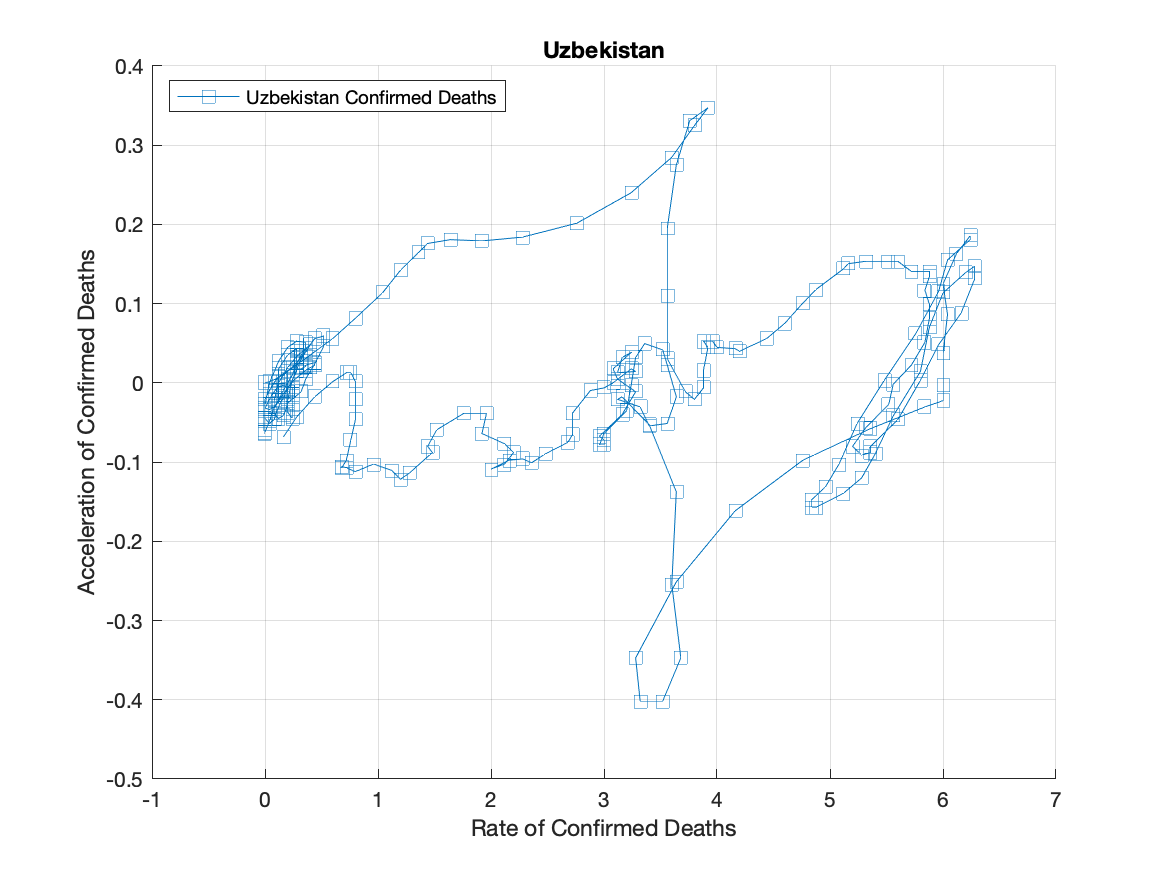 Uzbekistan
Uzbekistan Confirmed Deaths
0.4
0.3
0.2
0.1
0
-0.1
-0.2
-0.3
-0.4
-0.5
Acceleration of Confirmed Deaths
-1 0 1 2 3 4 5 6 7
Rate of Confirmed Deaths